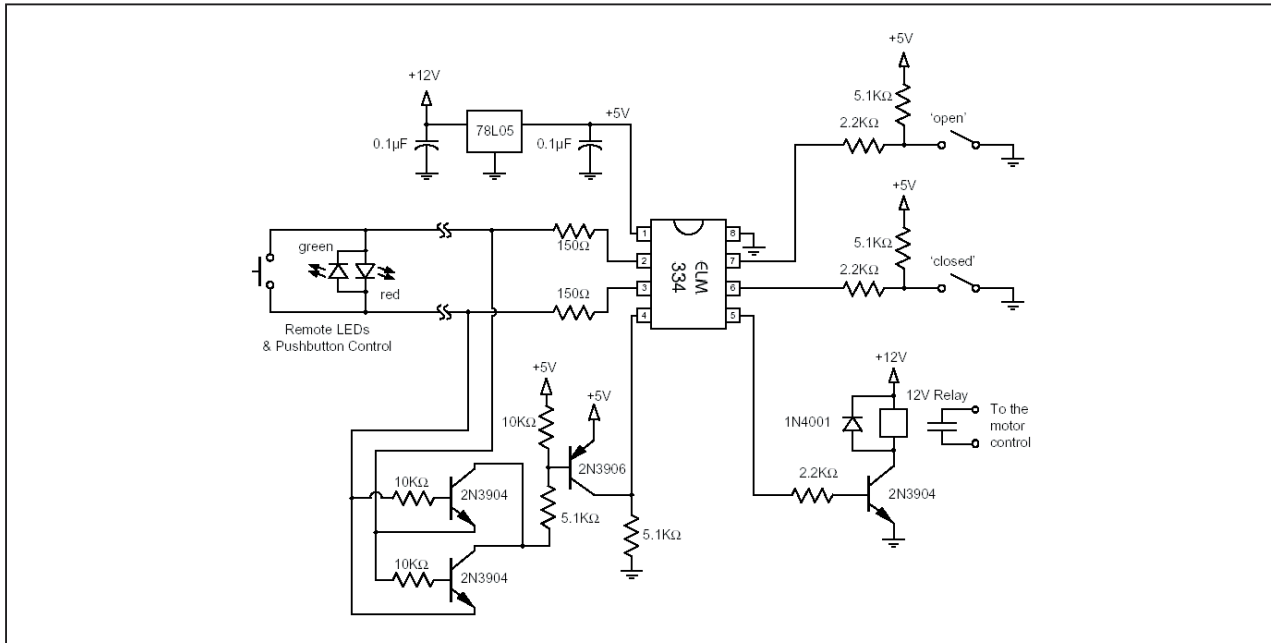 +5V
+12V
5.1KΩ
+5V
2.2KΩ
'open'
78L05
0.1µF
0.1µF
+5V
5.1KΩ
1
8
150Ω
2.2KΩ
'closed'
green
2
7
ELM
334
3
6
red
150Ω
4
5
Remote LEDs
& Pushbutton Control
+12V
+5V
+5V
12V Relay
To the
motor
control
1N4001
10KΩ
2N3906
2.2KΩ
10KΩ
2N3904
2N3904
5.1KΩ
5.1KΩ
10KΩ
2N3904